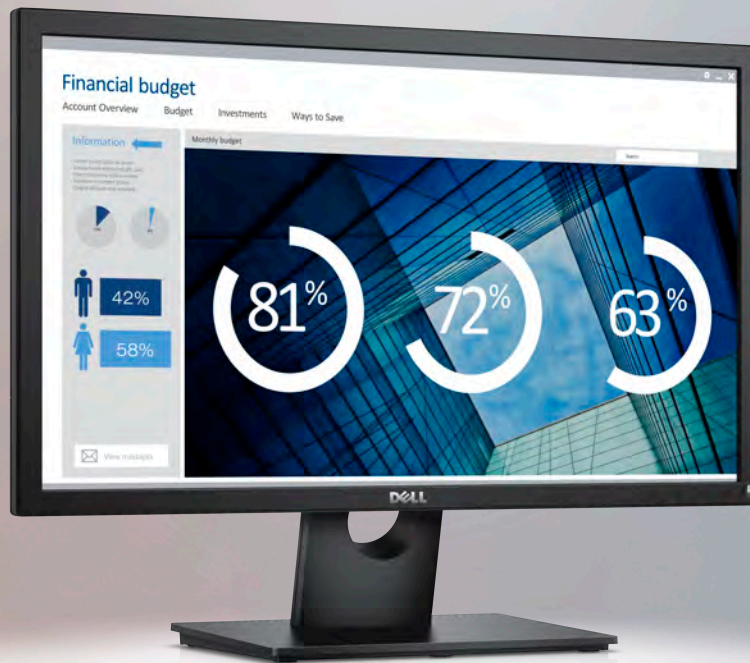 Financial budget
Account Overview Budget Investments Ways to Save
Information
Monthly budget
42%
58%
81%
72%
63%
View messages
DELL